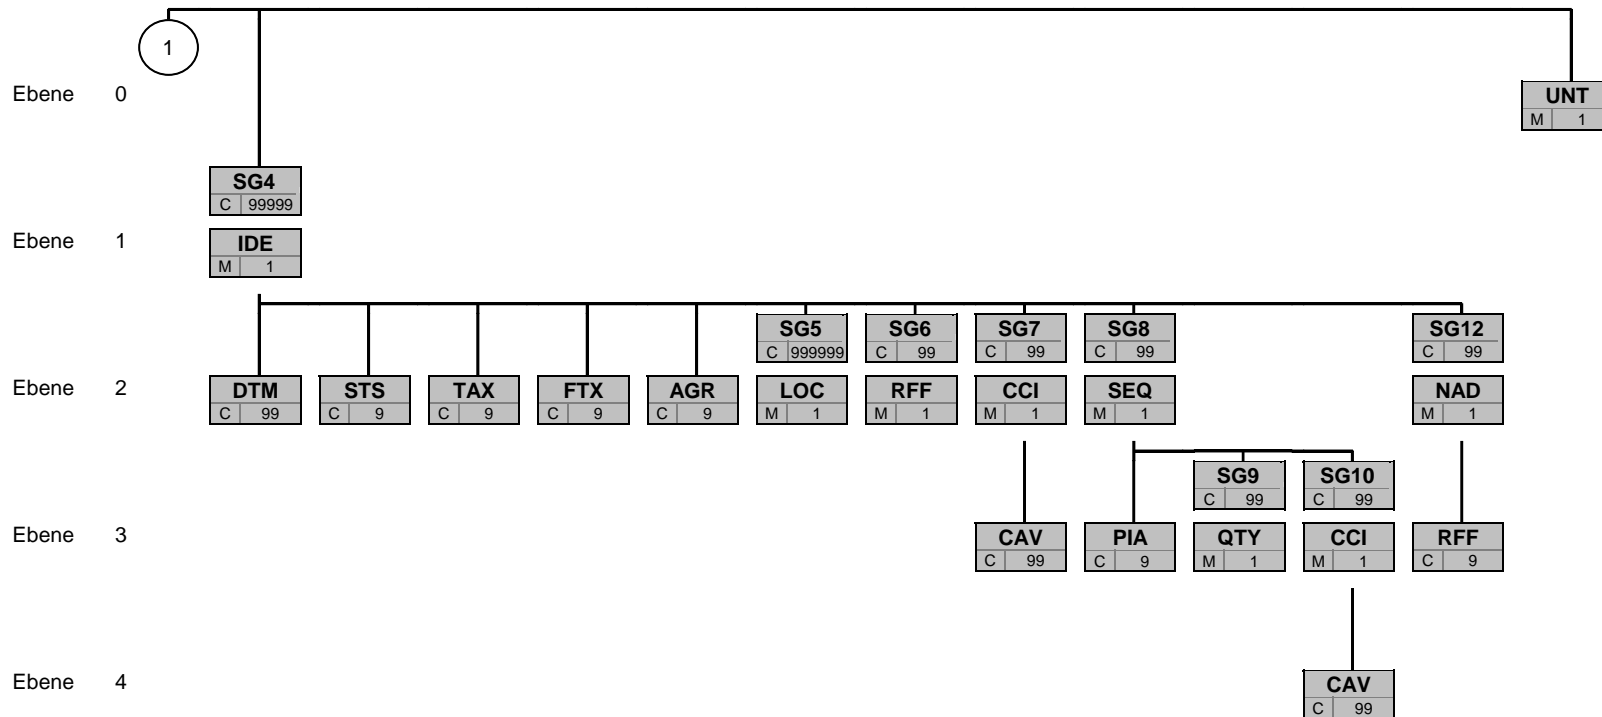 1
Ebene 0
UNT
M 1
SG4
C 99999
Ebene 1
IDE
M 1
SG5 SG6 SG7 SG8 SG12
C 999999 C 99 C 99 C 99 C 99
Ebene 2
DTM STS TAX FTX AGR LOC RFF CCI SEQ NAD
C 99 C 9 C 9 C 9 C 9 M 1 M 1 M 1 M 1 M 1
SG9 SG10
C 99 C 99
Ebene 3
CAV PIA QTY CCI RFF
C 99 C 9 M 1 M 1 C 9
Ebene 4
CAV
C 99